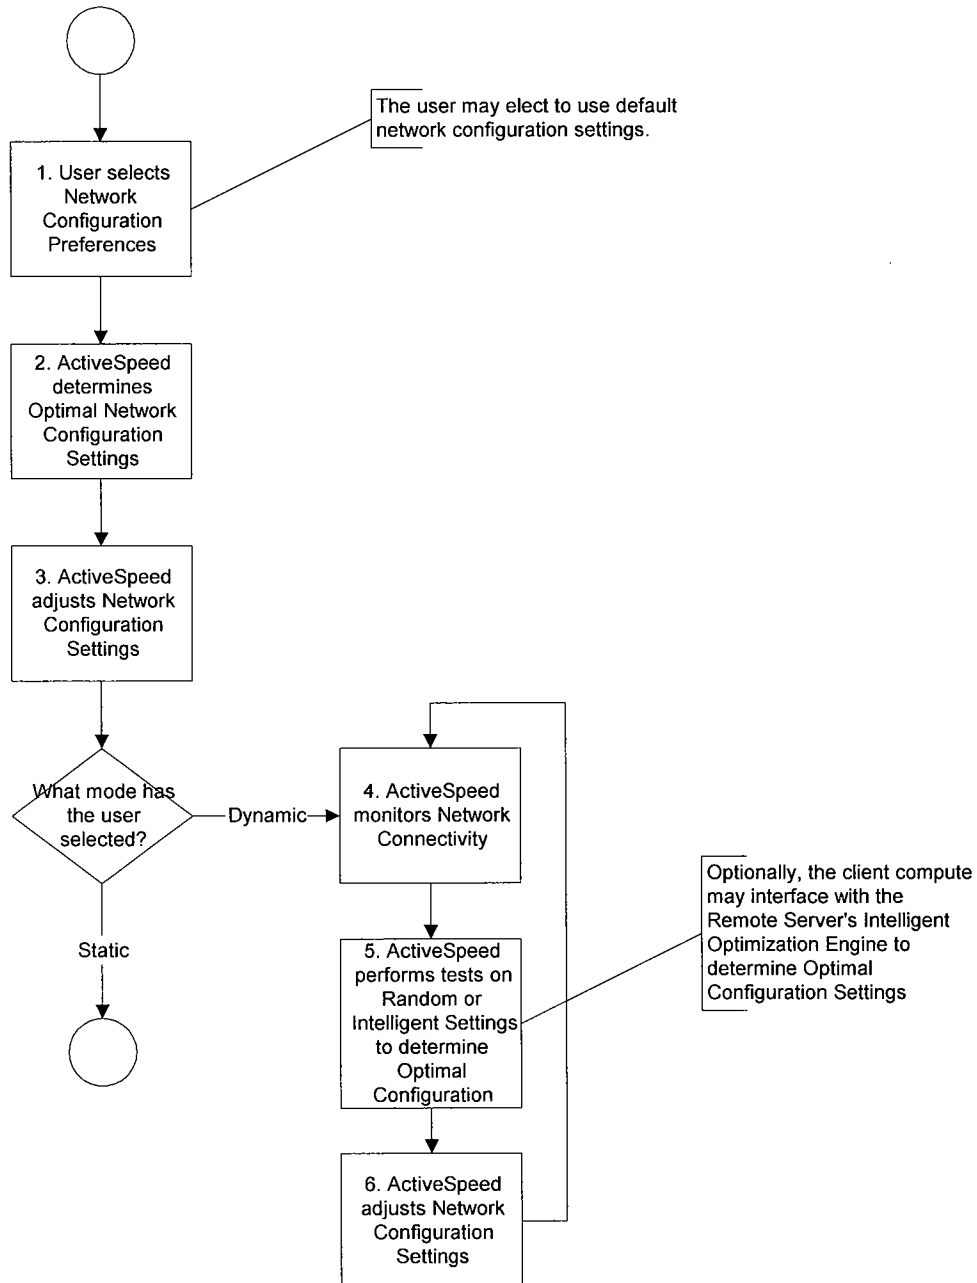 The user may elect to use default
network configuration settings.
1. User selects
Network
Configuration
Preferences
2. ActiveSpeed
determines
Optimal Network
Configuration
Settings
3. ActiveSpeed
adjusts Network
Configuration
Settings
What mode has
the user
selected?
Dynamic
4. ActiveSpeed
monitors Network
Connectivity
Static
Optionally, the client compute
may interface with the
Remote Server's Intelligent
Optimization Engine to
determine Optimal
Configuration Settings
5. ActiveSpeed
performs tests on
Random or
Intelligent Settings
to determine
Optimal
Configuration
6. ActiveSpeed
adjusts Network
Configuration
Settings